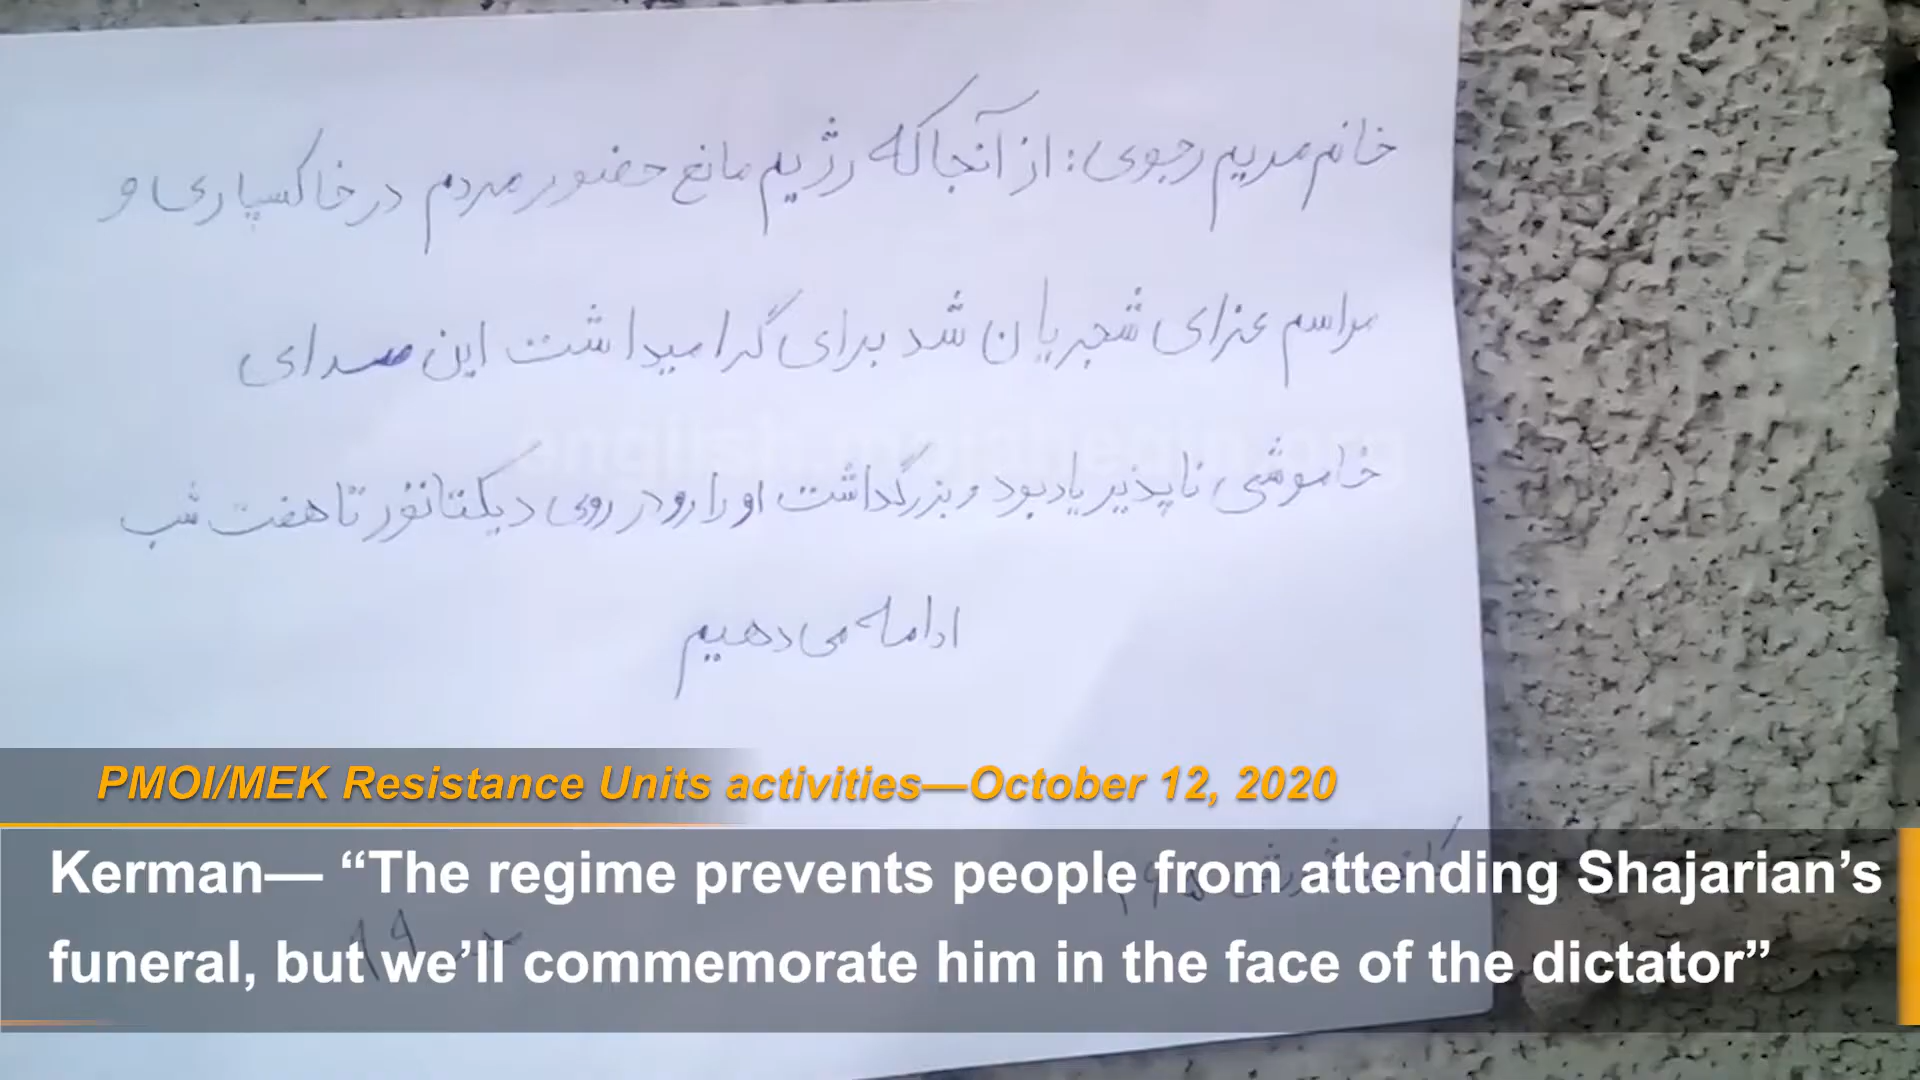 خانم مریم رجوی: از آنجا که رژیم مانع حضور مردم در خاکسپاری و
مراسم عزای شجریان شد برای گرامیداشت این صدای
خاموشی ناپذیر یادبود و بزرگداشت او را رودر روی دیکتاتور تا هفت شب
ادامه می دهیم
PMOI/MEK Resistance Units activities—October 12, 2020
Kerman— “The regime prevents people from attending Shajarian’s
funeral, but we’ll commemorate him in the face of the dictator”